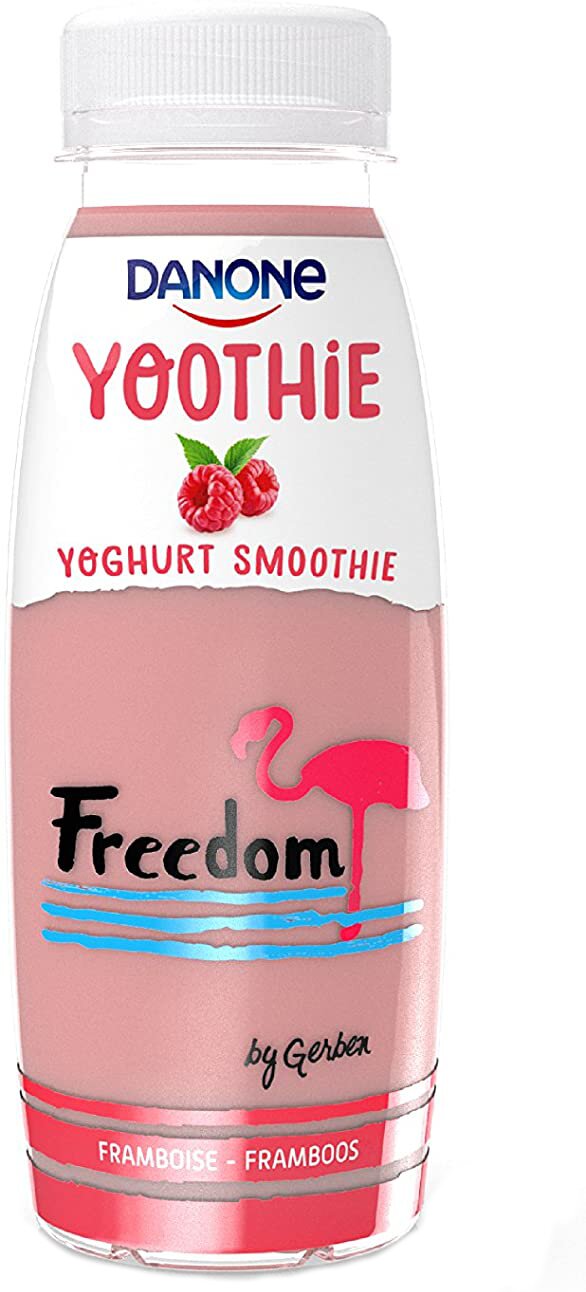 DANONE
YOOTHiE
YOGHURT SMOOTHIE
Freedom
by Gerben
FRAMBOISE - FRAMBOOS